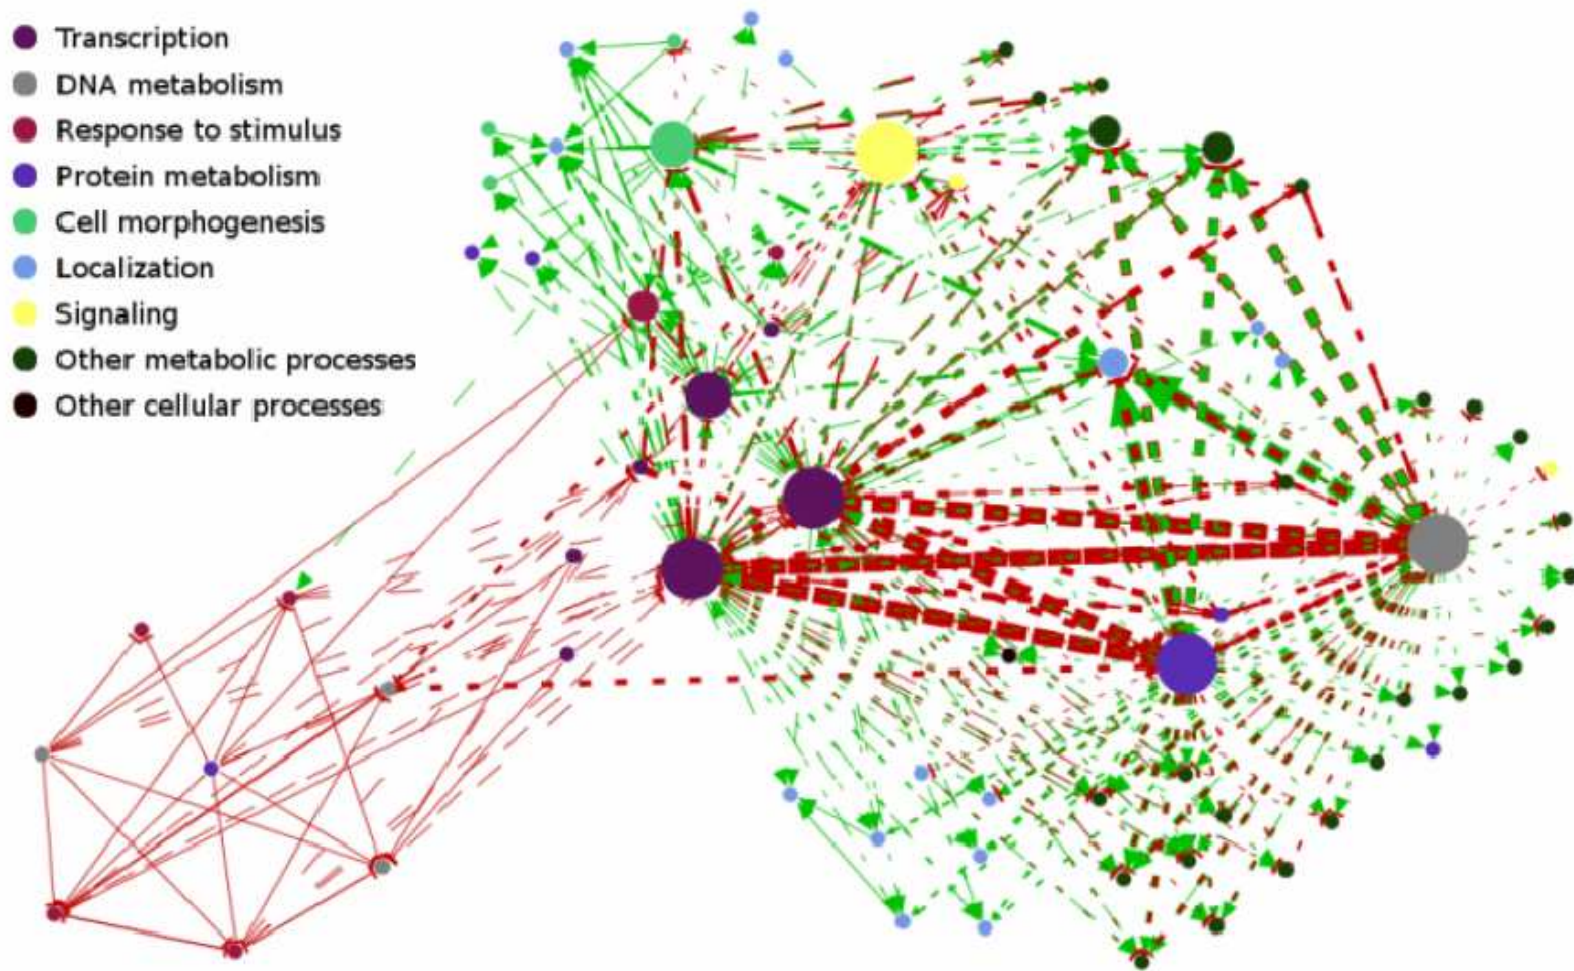 Transcription
DNA metabolism
Response to stimulus
Protein metabolism
Cell morphogenesis
Localization
Signaling
Other metabolic processes
Other cellular processes